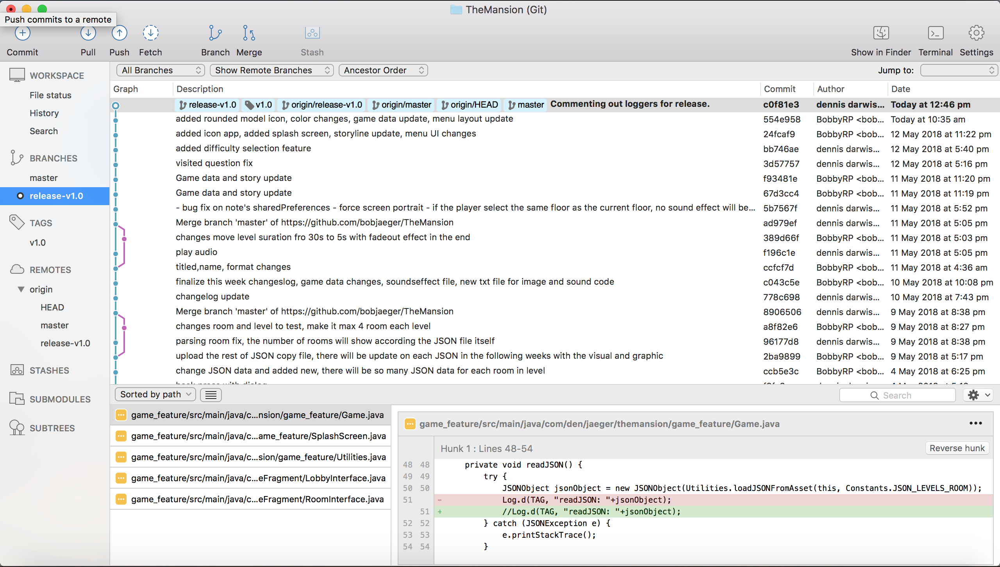 TheMansion (Git)
Push commits to a remote
Commit
Pull
Push
Fetch
Branch
Merge
Stash
Show in Finder
Terminal
Settings
WORKSPACE
File status
History
Search
BRANCHES
master
release-v1.0
TAGS
v1.0
REMOTES
origin
HEAD
master
release-v1.0
STASHES
SUBMODULES
SUBTREES
All Branches
Show Remote Branches
Ancestor Order
Jump to:
Graph Description Commit Author Date
release-v1.0 v1.0 origin/release-v1.0 origin/master origin/HEAD master Commenting out loggers for release. c0f81e3 dennis darwis... Today at 12:46 pm
added rounded model icon, color changes, game data update, menu layout update 554e958 BobbyRP <bob... Today at 10:35 am
added icon app, added splash screen, storyline update, menu UI changes 24fcaf9 BobbyRP <bob... 12 May 2018 at 11:22 pm
added difficulty selection feature bb746ae dennis darwis... 12 May 2018 at 5:40 pm
visited question fix 3d57757 dennis darwis... 12 May 2018 at 5:16 pm
Game data and story update f93481e BobbyRP <bob... 11 May 2018 at 11:20 pm
Game data and story update 67d3cc4 BobbyRP <bob... 11 May 2018 at 11:19 pm
- bug fix on note's sharedPreferences - force screen portrait - if the player select the same floor as the current floor, no sound effect will be... 5b7567f dennis darwis... 11 May 2018 at 5:52 pm
Merge branch 'master' of https://github.com/bobjaeger/TheMansion ad979ef dennis darwis... 11 May 2018 at 5:05 pm
changes move level suration fro 30s to 5s with fadeout effect in the end 389d66f BobbyRP <bob... 11 May 2018 at 5:03 pm
play audio f196c1e dennis darwis... 11 May 2018 at 5:05 pm
titled,name, format changes ccfcf7d BobbyRP <bob... 11 May 2018 at 4:36 am
finalize this week changeslog, game data changes, soundseffect file, new txt file for image and sound code c043c5e BobbyRP <bob... 10 May 2018 at 10:08 pm
changelog update 778c698 dennis darwis... 10 May 2018 at 7:43 pm
Merge branch 'master' of https://github.com/bobjaeger/TheMansion 8906506 dennis darwis... 9 May 2018 at 8:38 pm
changes room and level to test, make it max 4 room each level a8f82e6 BobbyRP <bob... 9 May 2018 at 8:27 pm
parsing room fix, the number of rooms will show according the JSON file itself 96177d8 dennis darwis... 9 May 2018 at 8:38 pm
upload the rest of JSON copy file, there will be update on each JSON in the following weeks with the visual and graphic 2ba9899 BobbyRP <bob... 9 May 2018 at 5:17 pm
change JSON data and added new, there will be so many JSON data for each room in level ccb5e3c BobbyRP <bob... 4 May 2018 at 6:25 pm
Sorted by path
Search
game_feature/src/main/java/c...nsion/game_feature/Game.java
game_feature/src/main/java/c...ame_feature/SplashScreen.java
game_feature/src/main/java/c...sion/game_feature/Utilities.java
game_feature/src/main/java/c...eFragment/LobbyInterface.java
game_feature/src/main/java/c...eFragment/RoomInterface.java
game_feature/src/main/java/com/den/jaeger/themansion/game_feature/Game.java
Hunk 1 : Lines 48-54
Reverse hunk
48 48 private void readJSON() {
49 49 try {
50 50 JSONObject jsonObject = new JSONObject(Utilities.loadJSONFromAsset(this, Constants.JSON_LEVELS_ROOM));
51 - Log.d(TAG, "readJSON: "+jsonObject);
51 + //Log.d(TAG, "readJSON: "+jsonObject);
52 52 } catch (JSONException e) {
53 53 e.printStackTrace();
54 54 }